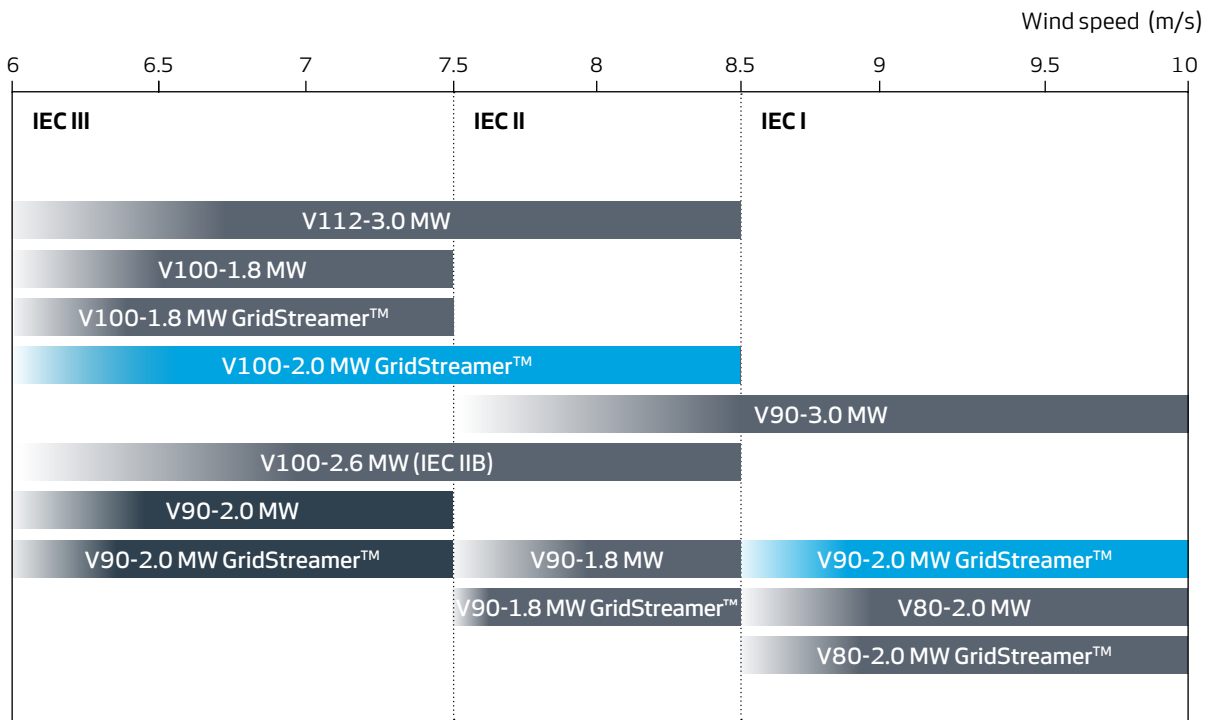 Wind speed (m/s)
6 6.5 7 7.5 8 8.5 9 9.5 10
IEC III IEC II IEC I
V112-3.0 MW
V100-1.8 MW
V100-1.8 MW GridStreamer™
V100-2.0 MW GridStreamer™
V90-3.0 MW
V100-2.6 MW (IEC IIB)
V90-2.0 MW
V90-2.0 MW GridStreamer™ V90-1.8 MW V90-2.0 MW GridStreamer™
V90-1.8 MW GridStreamer™ V80-2.0 MW
V80-2.0 MW GridStreamer™